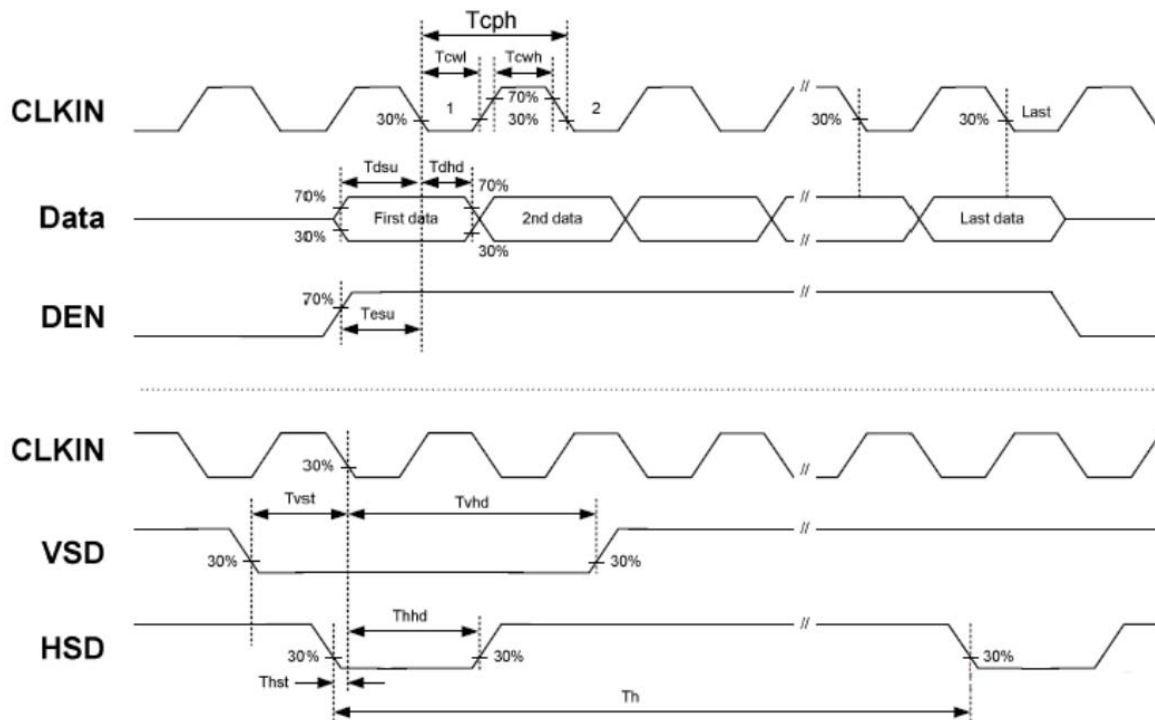 Tcph
Tcwl Tcwh
CLKIN 30% 1 70% 30% 2 // 30% 30% Last
Tdsu Tdhd
70% 70%
Data First data 2nd data // Last data
30% 30%
DEN 70% //
Tesu
CLKIN 30% //
Tvst Tvhd
VSD 30% 30% //
Thhd
HSD 30% 30% // 30%
Thst
Th